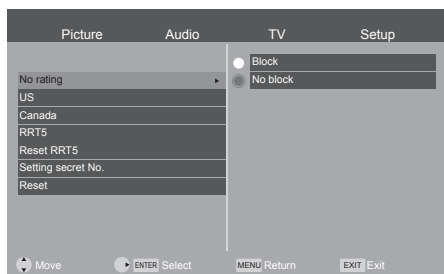 Picture Audio TV Setup
No rating
US
Canada
RRT5
Reset RRT5
Setting secret No.
Reset
Block
No block
Move ENTER Select MENU Return EXIT Exit